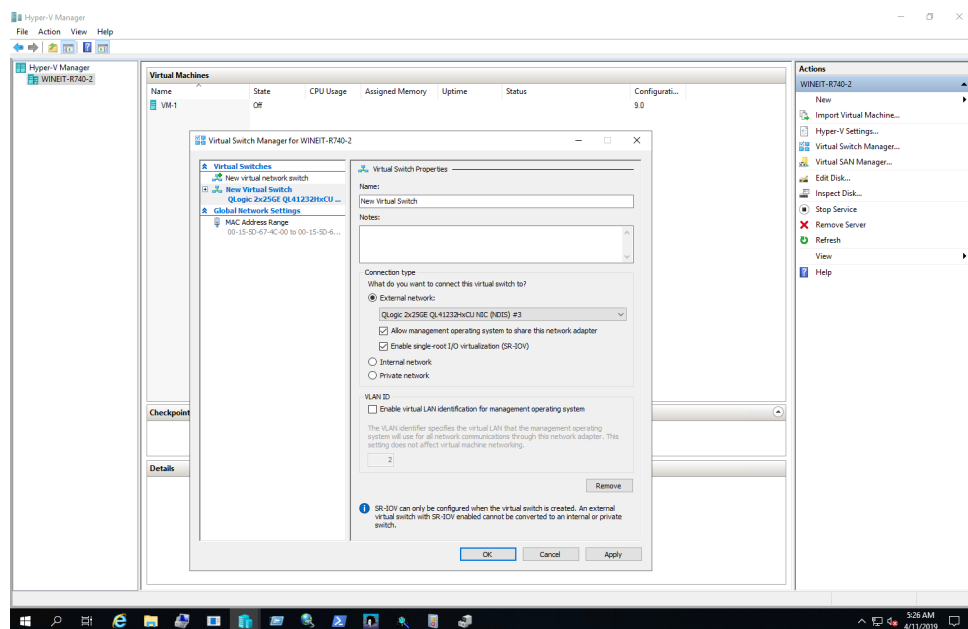 Hyper-V Manager
File Action View Help
Hyper-V Manager
WINEIT-R740-2
Virtual Machines
Name State CPU Usage Assigned Memory Uptime Status Configurati...
VM-1 Off 9.0
Checkpoint
Details
Virtual Switch Manager for WINEIT-R740-2
Virtual Switches
New virtual network switch
New Virtual Switch
QLogic 2x25GE QL41232HxCU ...
Global Network Settings
MAC Address Range
00-15-5D-67-4C-00 to 00-15-5D-6...
Virtual Switch Properties
Name:
New Virtual Switch
Notes:
Connection type
What do you want to connect this virtual switch to?
External network:
QLogic 2x25GE QL41232HxCU NIC (NDIS) #3
Allow management operating system to share this network adapter
Enable single-root I/O virtualization (SR-IOV)
Internal network
Private network
VLAN ID
Enable virtual LAN identification for management operating system
The VLAN identifier specifies the virtual LAN that the management operating
system will use for all network communications through this network adapter. This
setting does not affect virtual machine networking.
2
Remove
SR-IOV can only be configured when the virtual switch is created. An external
virtual switch with SR-IOV enabled cannot be converted to an internal or private
switch.
OK Cancel Apply
Actions
WINEIT-R740-2
New
Import Virtual Machine...
Hyper-V Settings...
Virtual Switch Manager...
Virtual SAN Manager...
Edit Disk...
Inspect Disk...
Stop Service
Remove Server
Refresh
View
Help
5:26 AM
4/11/2019